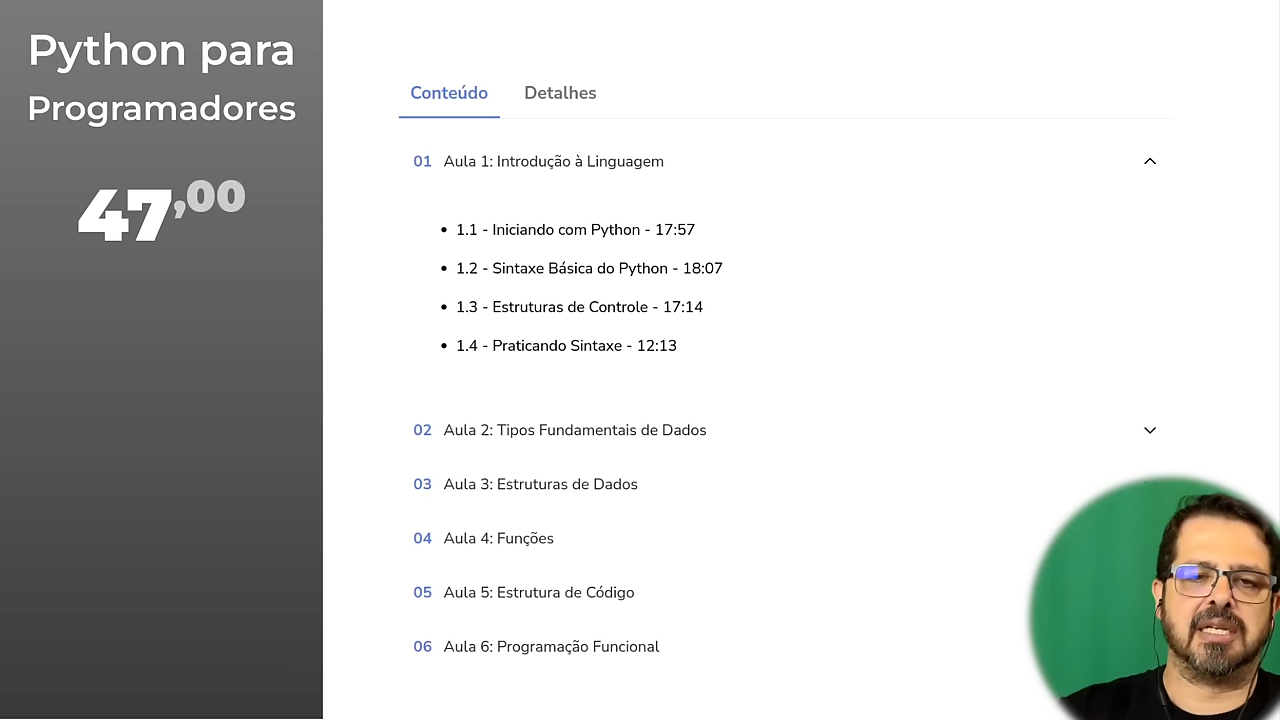 Python para
Programadores
47,00
Conteúdo
Detalhes
01 Aula 1: Introdução à Linguagem
• 1.1 - Iniciando com Python - 17:57
• 1.2 - Sintaxe Básica do Python - 18:07
• 1.3 - Estruturas de Controle - 17:14
• 1.4 - Praticando Sintaxe - 12:13
02 Aula 2: Tipos Fundamentais de Dados
03 Aula 3: Estruturas de Dados
04 Aula 4: Funções
05 Aula 5: Estrutura de Código
06 Aula 6: Programação Funcional